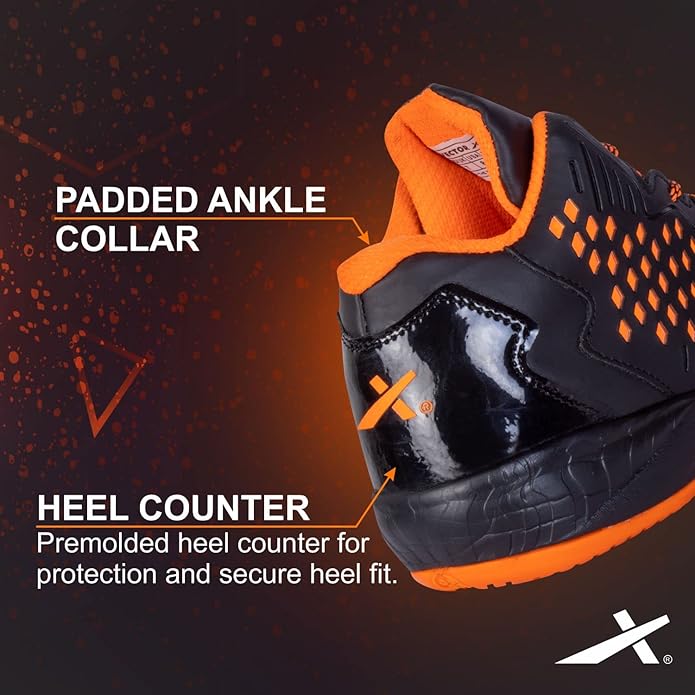 PADDED ANKLE
COLLAR
HEEL COUNTER
Premolded heel counter for
protection and secure heel fit.
®
®